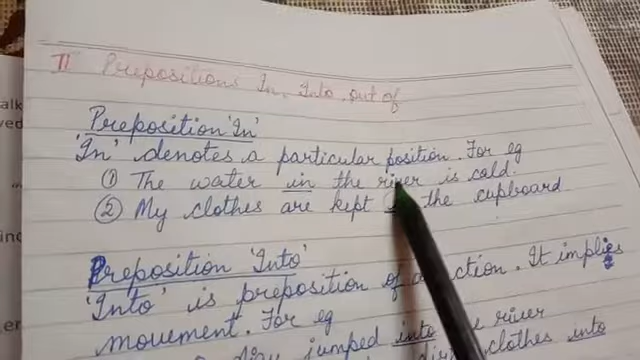 II Prepositions In, Into, out of
Preposition 'In'
'In' denotes a particular position. For eg
① The water in the river is cold.
② My clothes are kept the cupboard
Preposition 'Into'
'Into' is preposition of action. It implies
movement. For eg
jumped into river
clothes into